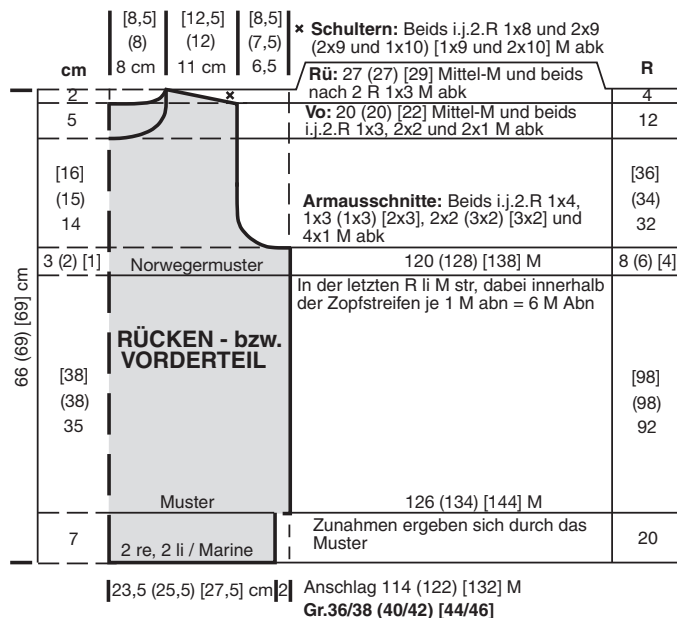 [8,5] [12,5] [8,5]
(8) (12) (7,5)
8 cm 11 cm 6,5
× Schultern: Beids i.j.2.R 1x8 und 2x9
(2x9 und 1x10) [1x9 und 2x10] M abk
cm
Rü: 27 (27) [29] Mittel-M und beids
nach 2 R 1x3 M abk
R
2
×
4
5
Vo: 20 (20) [22] Mittel-M und beids
i.j.2.R 1x3, 2x2 und 2x1 M abk
12
[16]
(15)
14
Armausschnitte: Beids i.j.2.R 1x4,
1x3 (1x3) [2x3], 2x2 (3x2) [3x2] und
4x1 M abk
[36]
(34)
32
3 (2) [1]
Norwegermuster
120 (128) [138] M
8 (6) [4]
In der letzten R li M str, dabei innerhalb
der Zopfstreifen je 1 M abn = 6 M Abn
66 (69) [69] cm
RÜCKEN - bzw.
VORDERTEIL
[38]
(38)
35
[98]
(98)
92
Muster
126 (134) [144] M
7
2 re, 2 li / Marine
Zunahmen ergeben sich durch das
Muster
20
23,5 (25,5) [27,5] cm 2
Anschlag 114 (122) [132] M
Gr.36/38 (40/42) [44/46]